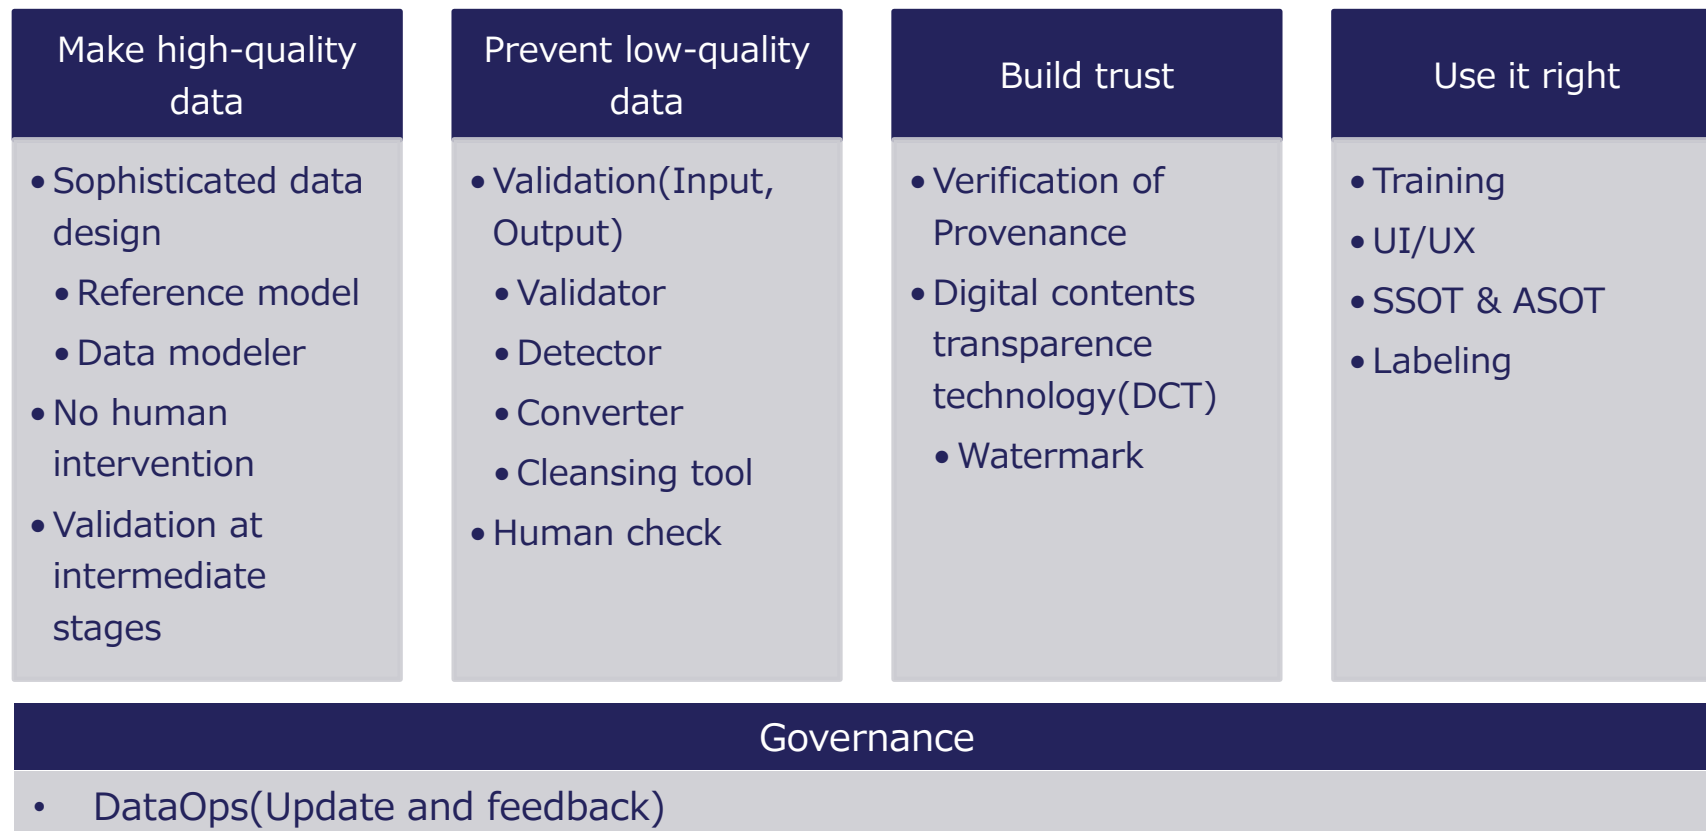 Make high-quality
data
• Sophisticated data
design
• Reference model
• Data modeler
• No human
intervention
• Validation at
intermediate
stages
Prevent low-quality
data
• Validation(Input,
Output)
• Validator
• Detector
• Converter
• Cleansing tool
• Human check
Build trust
• Verification of
Provenance
• Digital contents
transparence
technology(DCT)
• Watermark
Use it right
• Training
• UI/UX
• SSOT & ASOT
• Labeling
Governance
• DataOps(Update and feedback)